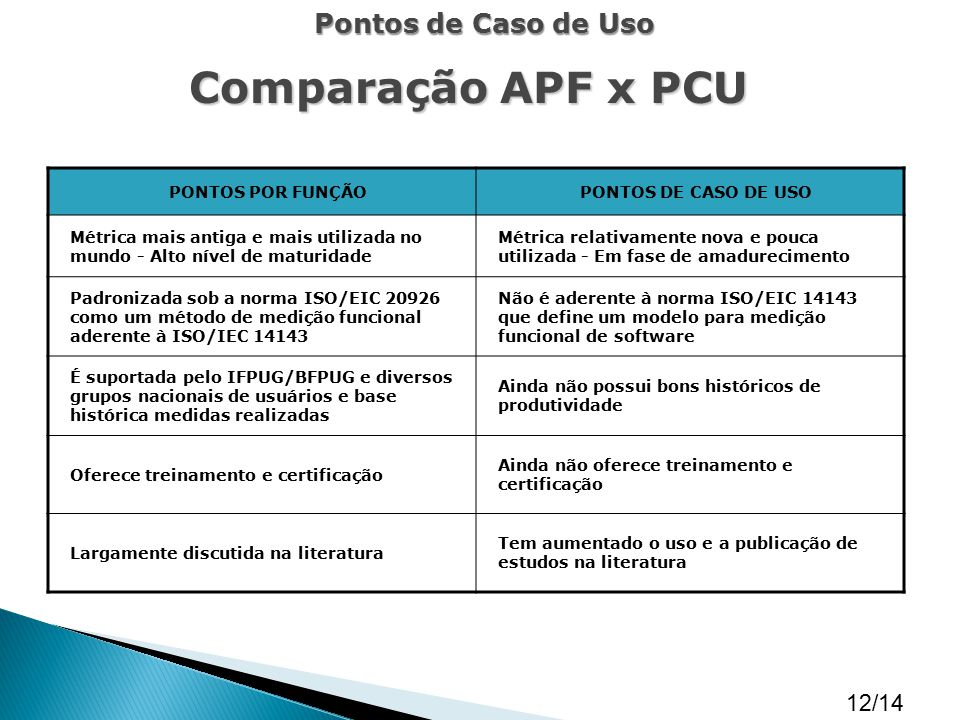 Pontos de Caso de Uso
Comparação APF x PCU
PONTOS POR FUNÇÃO
PONTOS DE CASO DE USO
Métrica mais antiga e mais utilizada no
mundo - Alto nível de maturidade
Métrica relativamente nova e pouca
utilizada - Em fase de amadurecimento
Padronizada sob a norma ISO/EIC 20926
como um método de medição funcional
aderente à ISO/IEC 14143
Não é aderente à norma ISO/EIC 14143
que define um modelo para medição
funcional de software
É suportada pelo IFPUG/BFPUG e diversos
grupos nacionais de usuários e base
histórica medidas realizadas
Ainda não possui bons históricos de
produtividade
Oferece treinamento e certificação
Ainda não oferece treinamento e
certificação
Largamente discutida na literatura
Tem aumentado o uso e a publicação de
estudos na literatura
12/14